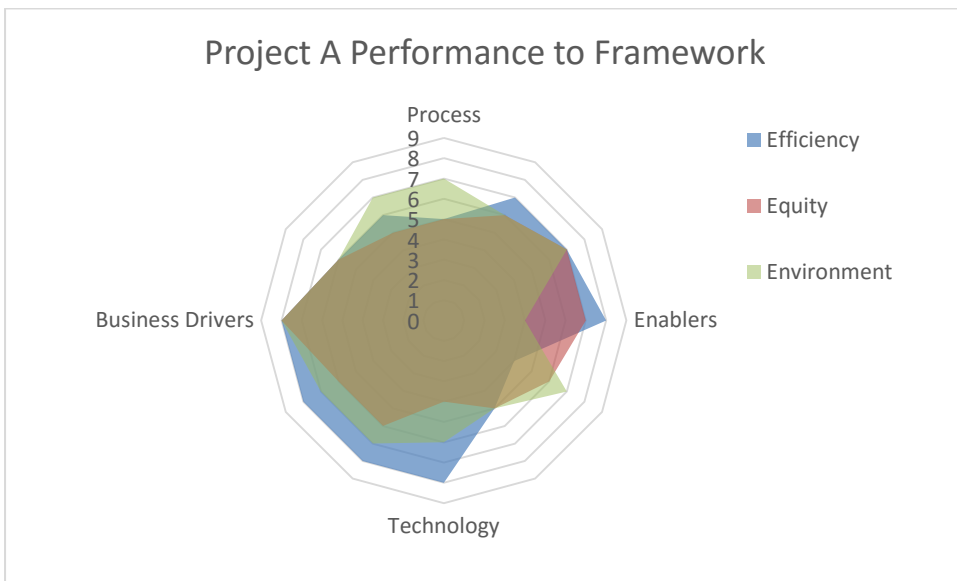 Project A Performance to Framework
Process
9
8
7
6
5
4
3
2
1
0
Efficiency
Equity
Environment
Business Drivers
Enablers
Technology